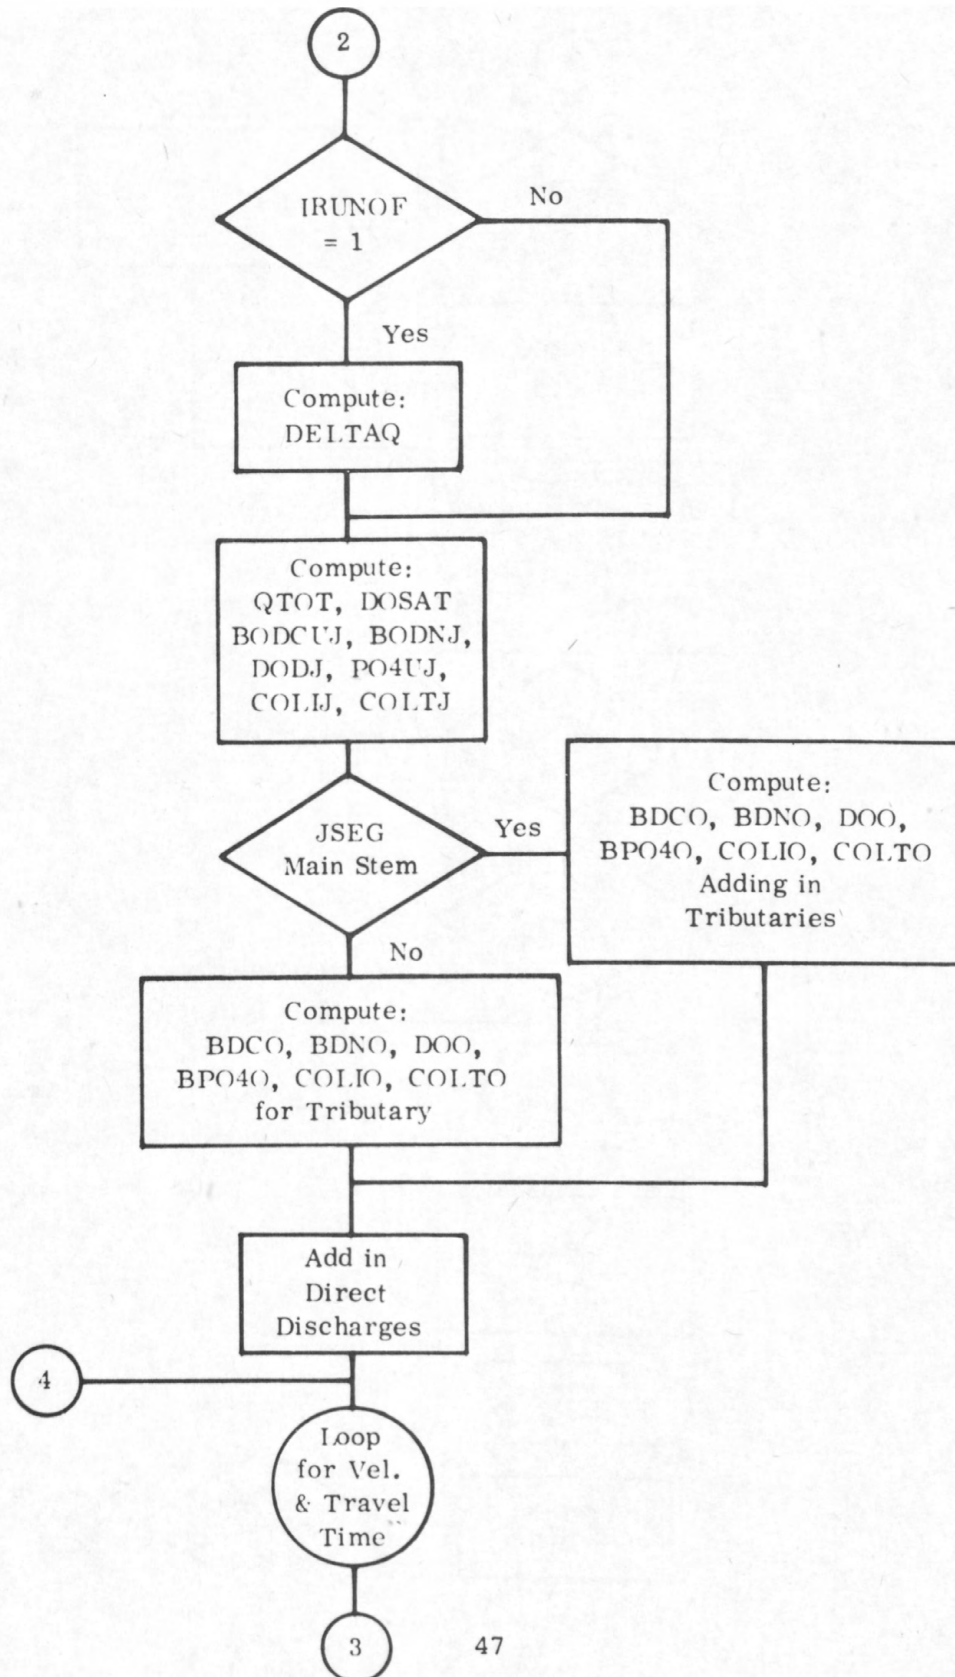 2
IRUNOF
= 1
No
Yes
Compute:
DELTAQ
Compute:
QTOT, DOSAT
BODCUJ, BODNJ,
DODJ, PO4UJ,
COLIJ, COLTJ
JSEG
Main Stem
Yes
Compute:
BDCO, BDNO, DOO,
BPO4O, COLIO, COLTO
Adding in
Tributaries
No
Compute:
BDCO, BDNO, DOO,
BPO4O, COLIO, COLTO
for Tributary
Add in
Direct
Discharges
4
Loop
for Vel.
& Travel
Time
3
47